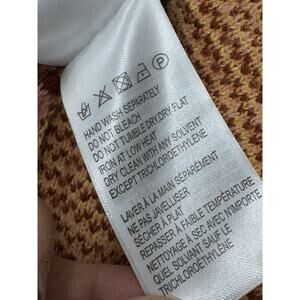 HAND WASH SEPARATELY
DO NOT BLEACH
DO NOT TUMBLE DRY. DRY FLAT
IRON AT LOW HEAT
DRY CLEAN WITH ANY SOLVENT
EXCEPT TRICHLOROETHYLENE
LAVER À LA MAIN SÉPARÉMENT
NE PAS JAVELLISER
SÉCHER À PLAT
REPASSER À FAIBLE TEMPÉRATURE
NETTOYAGE À SEC AVEC N'IMPORTE
QUEL SOLVANT SAUF LE
TRICHLOROÉTHYLÈNE